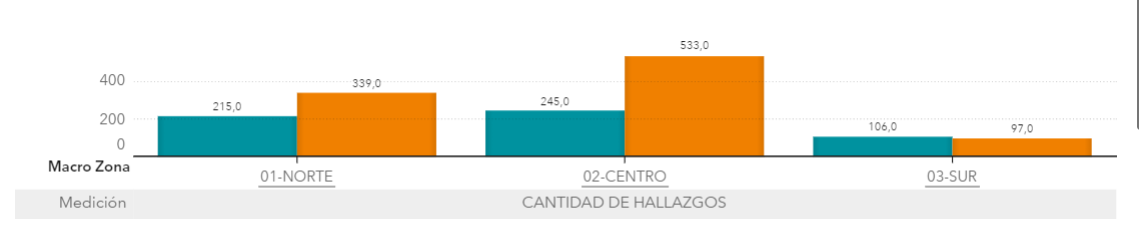 533,0
400
339,0
215,0
245,0
200
106,0
97,0
0
Macro Zona
01-NORTE
02-CENTRO
03-SUR
Medición
CANTIDAD DE HALLAZGOS